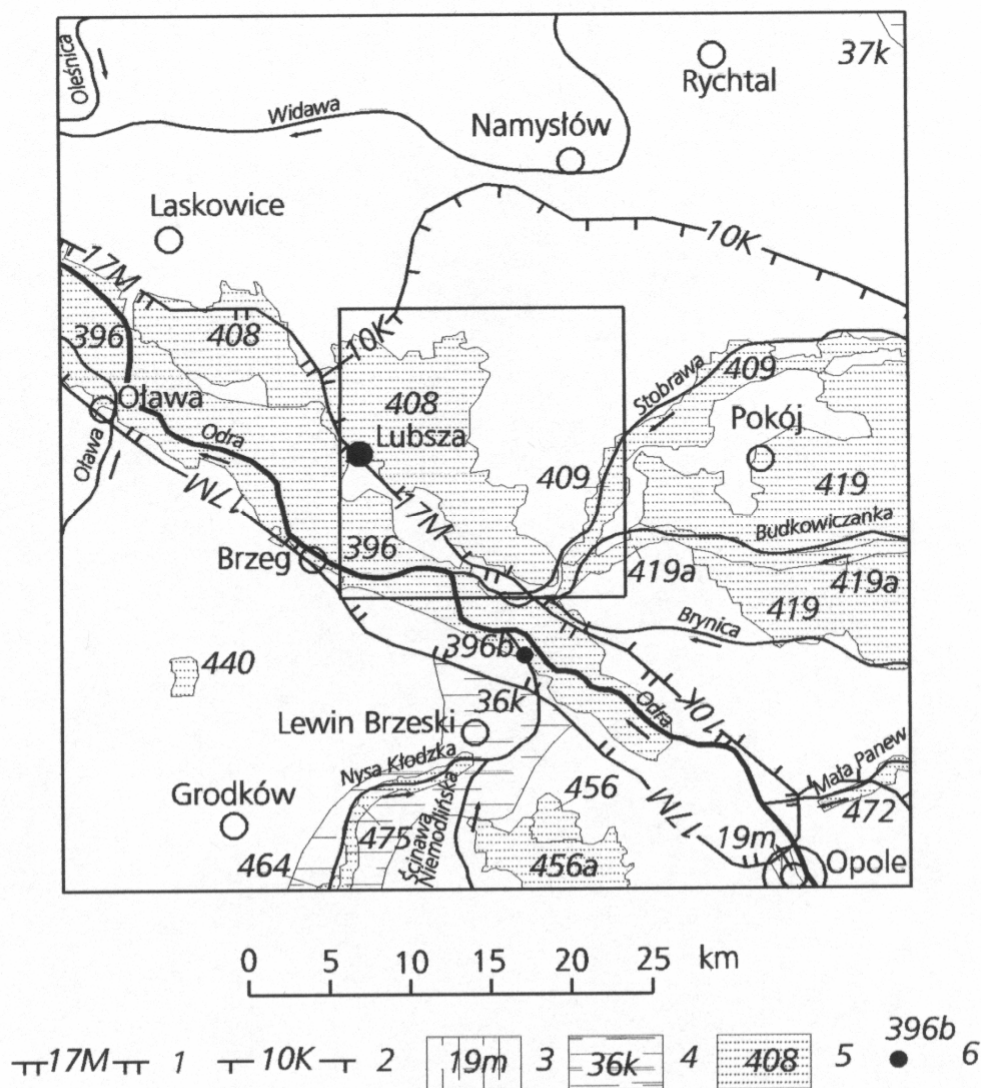 Oleśnica
37k
Rychtal
Widawa
Namysłów
Laskowice
10K
17M
396
408
10K
Stobrawa
409
408
Oława
Pokój
Lubsza
Odra
Oława
17M
409
419
17M
Budkowiczanka
Brzeg
396
419a
419a
419
Brynica
396b
440
36k
Odra
10K
Lewin Brzeski
Nysa Kłodzka
Mała Panew
Grodków
456
17M
472
475
Ścinawa
Niemodlińska
19m
464
456a
Opole
0 5 10 15 20 25 km
396b
17M 1 10K 2 19m 3 36k 4 408 5 6